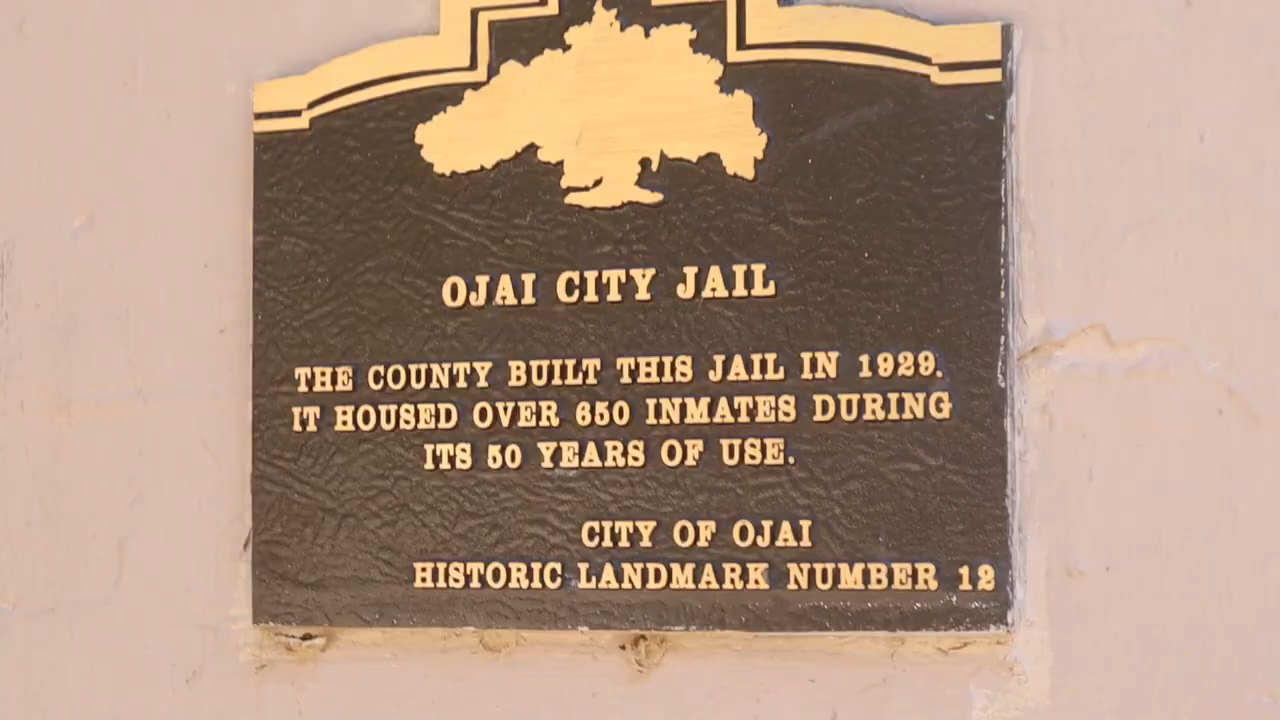 OJAI CITY JAIL
THE COUNTY BUILT THIS JAIL IN 1929.
IT HOUSED OVER 650 INMATES DURING
ITS 50 YEARS OF USE.
CITY OF OJAI
HISTORIC LANDMARK NUMBER 12